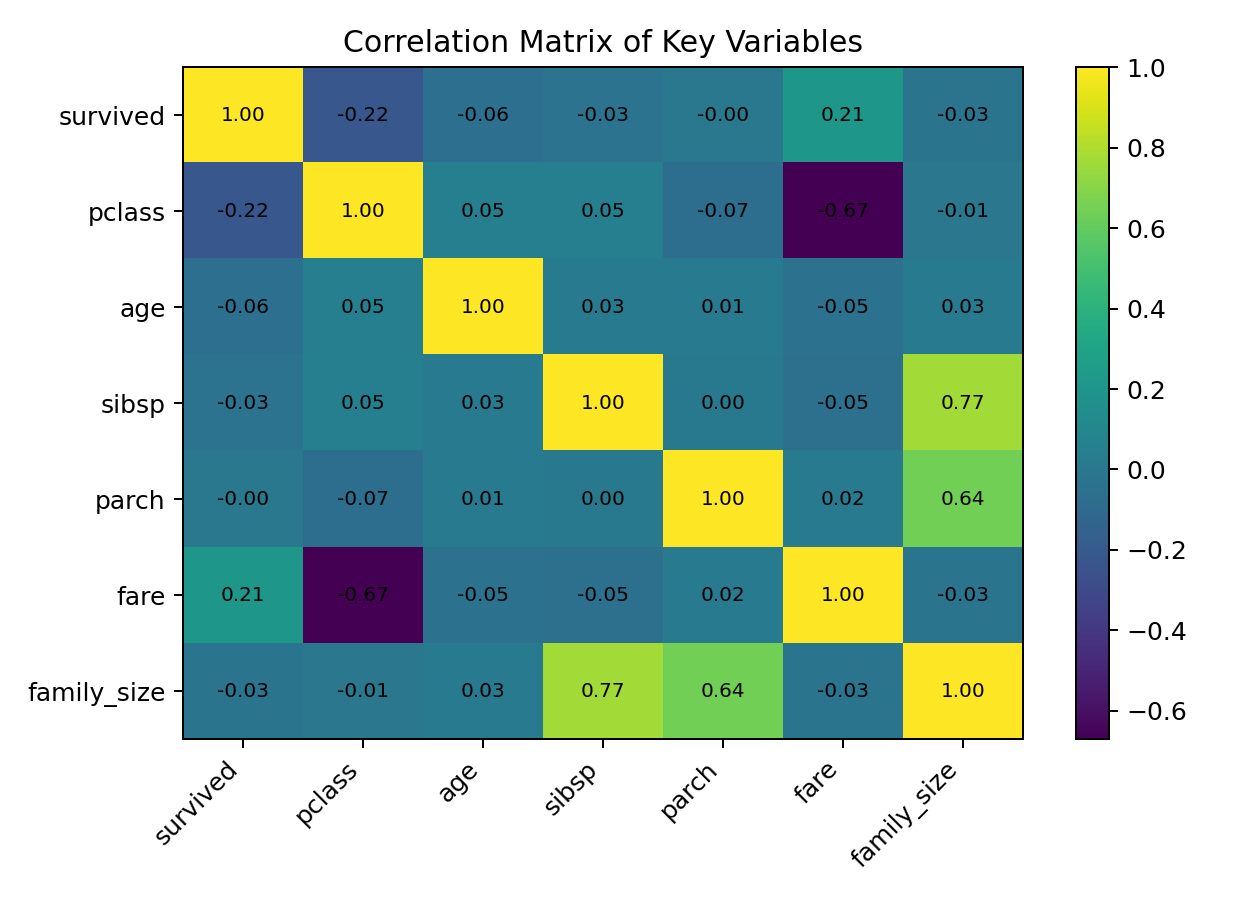 Correlation Matrix of Key Variables
survived 1.00 -0.22 -0.06 -0.03 -0.00 0.21 -0.03
pclass -0.22 1.00 0.05 0.05 -0.07 -0.67 -0.01
age -0.06 0.05 1.00 0.03 0.01 -0.05 0.03
sibsp -0.03 0.05 0.03 1.00 0.00 -0.05 0.77
parch -0.00 -0.07 0.01 0.00 1.00 0.02 0.64
fare 0.21 -0.67 -0.05 -0.05 0.02 1.00 -0.03
family_size -0.03 -0.01 0.03 0.77 0.64 -0.03 1.00
survived pclass age sibsp parch fare family_size
1.0
0.8
0.6
0.4
0.2
0.0
−0.2
−0.4
−0.6